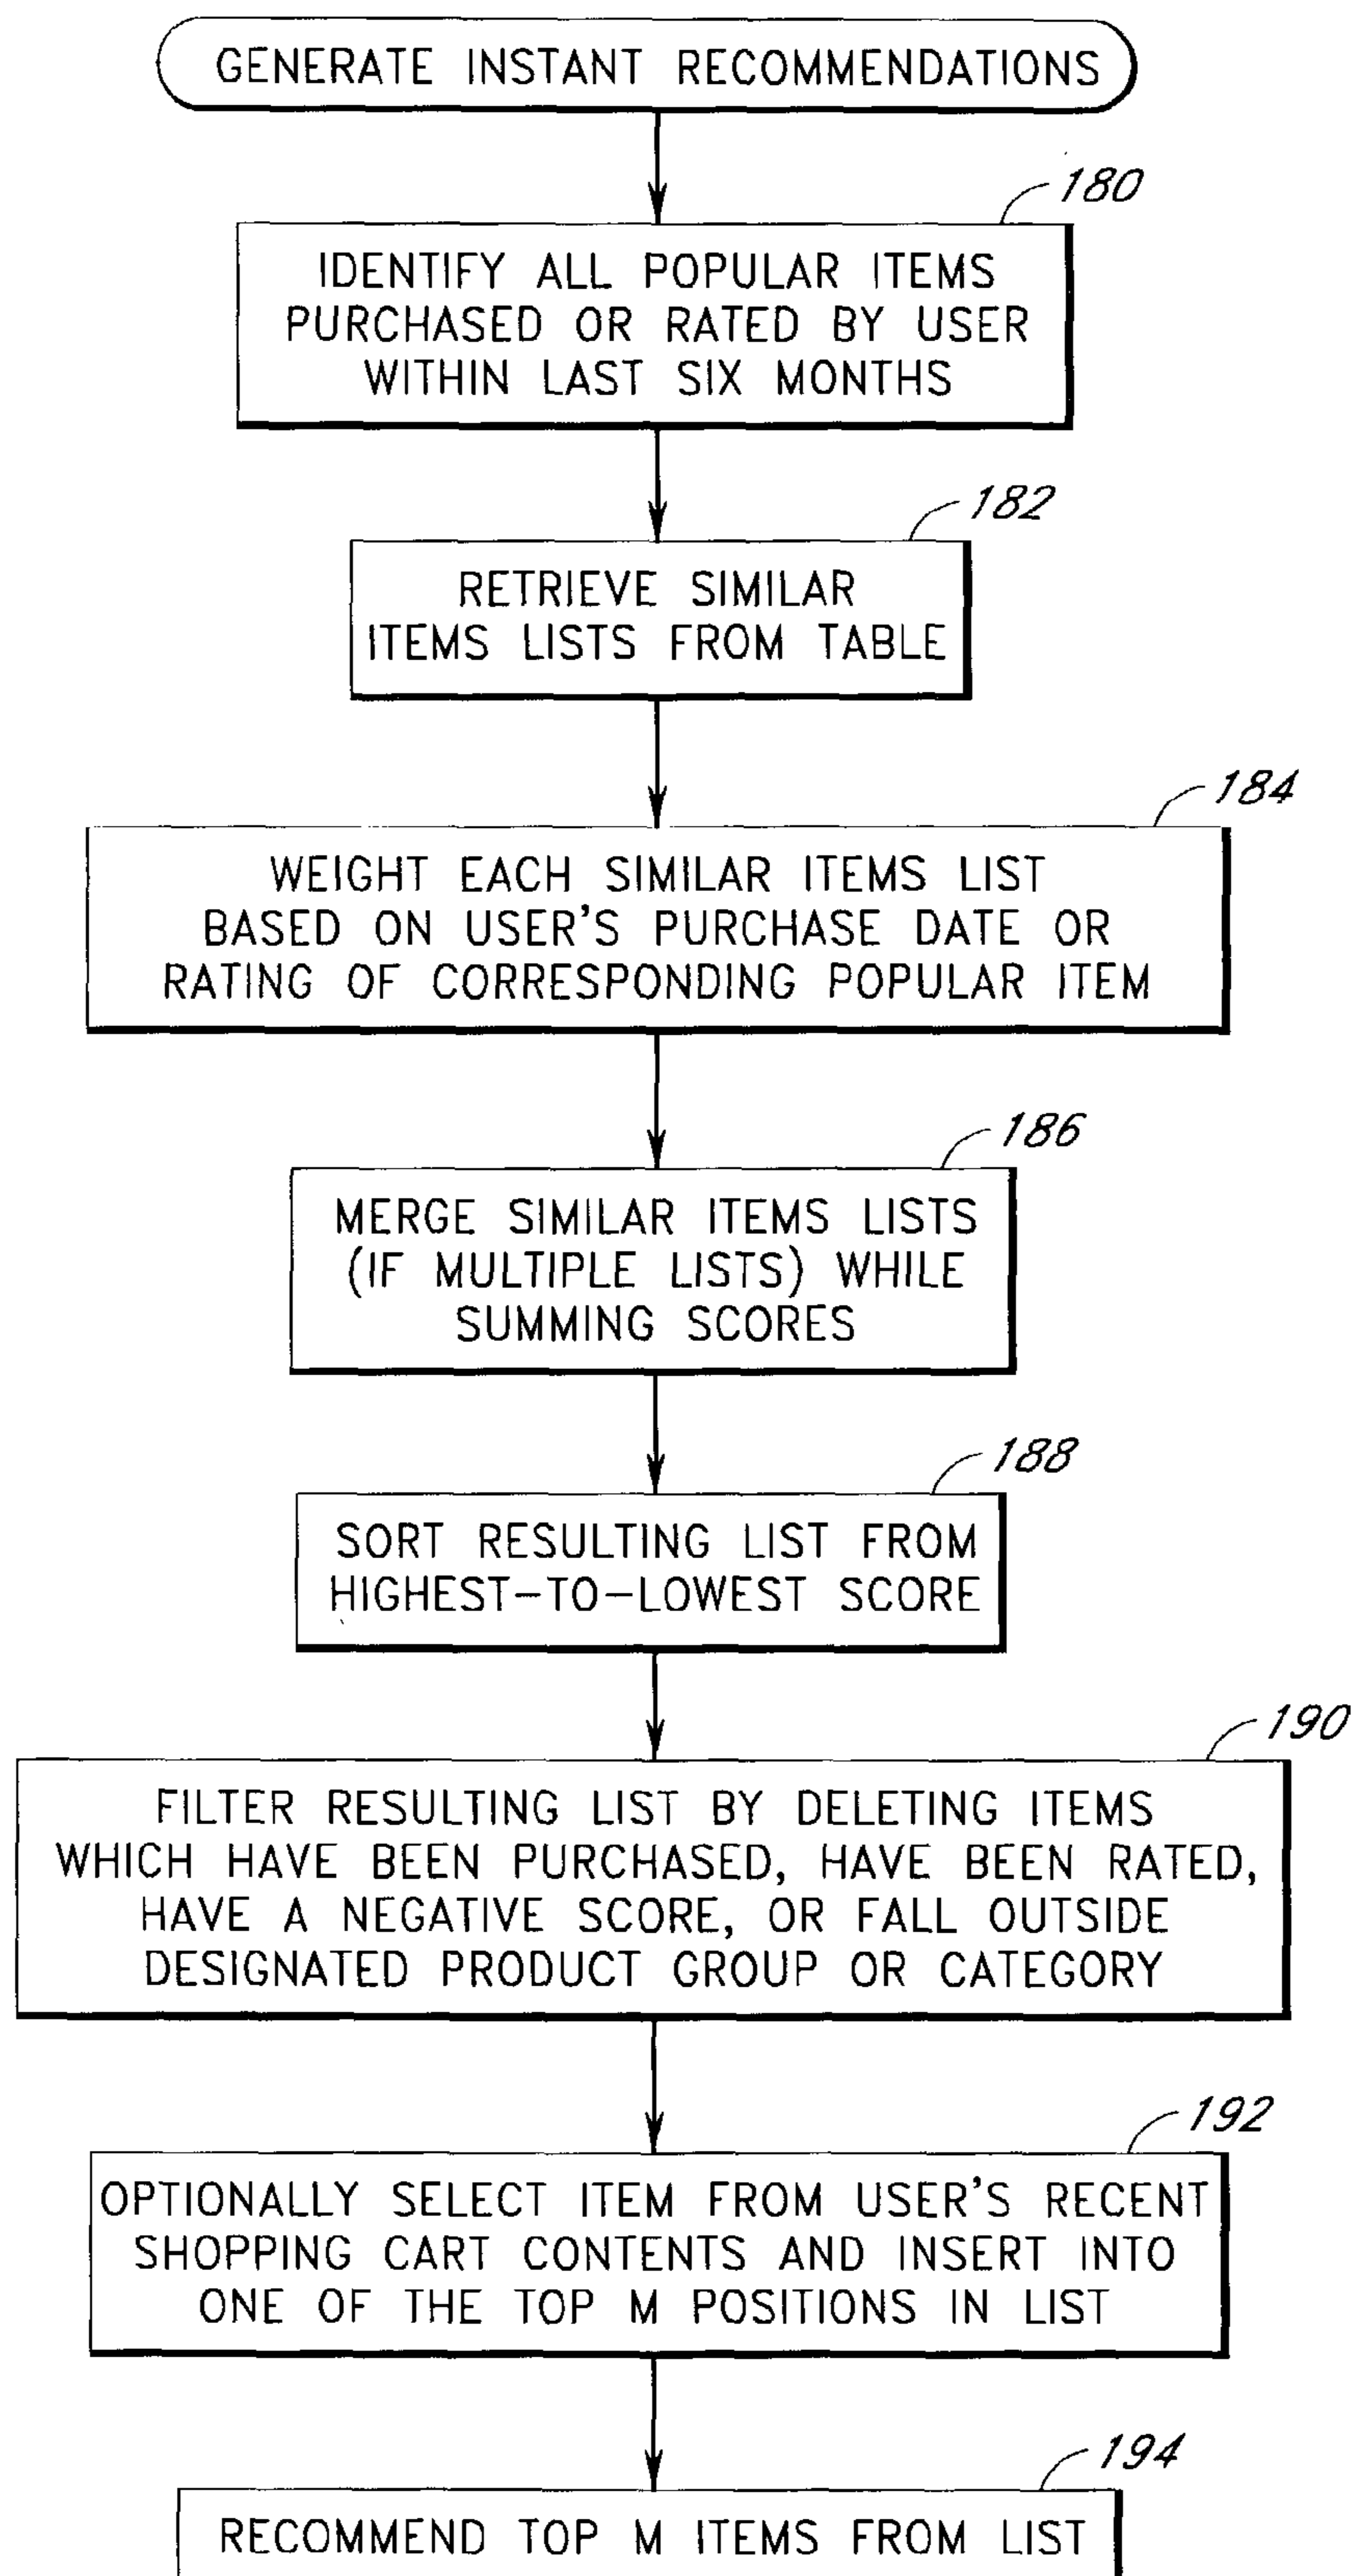 GENERATE INSTANT RECOMMENDATIONS
180
IDENTIFY ALL POPULAR ITEMS
PURCHASED OR RATED BY USER
WITHIN LAST SIX MONTHS
182
RETRIEVE SIMILAR
ITEMS LISTS FROM TABLE
184
WEIGHT EACH SIMILAR ITEMS LIST
BASED ON USER'S PURCHASE DATE OR
RATING OF CORRESPONDING POPULAR ITEM
186
MERGE SIMILAR ITEMS LISTS
(IF MULTIPLE LISTS) WHILE
SUMMING SCORES
188
SORT RESULTING LIST FROM
HIGHEST-TO-LOWEST SCORE
190
FILTER RESULTING LIST BY DELETING ITEMS
WHICH HAVE BEEN PURCHASED, HAVE BEEN RATED,
HAVE A NEGATIVE SCORE, OR FALL OUTSIDE
DESIGNATED PRODUCT GROUP OR CATEGORY
192
OPTIONALLY SELECT ITEM FROM USER'S RECENT
SHOPPING CART CONTENTS AND INSERT INTO
ONE OF THE TOP M POSITIONS IN LIST
194
RECOMMEND TOP M ITEMS FROM LIST